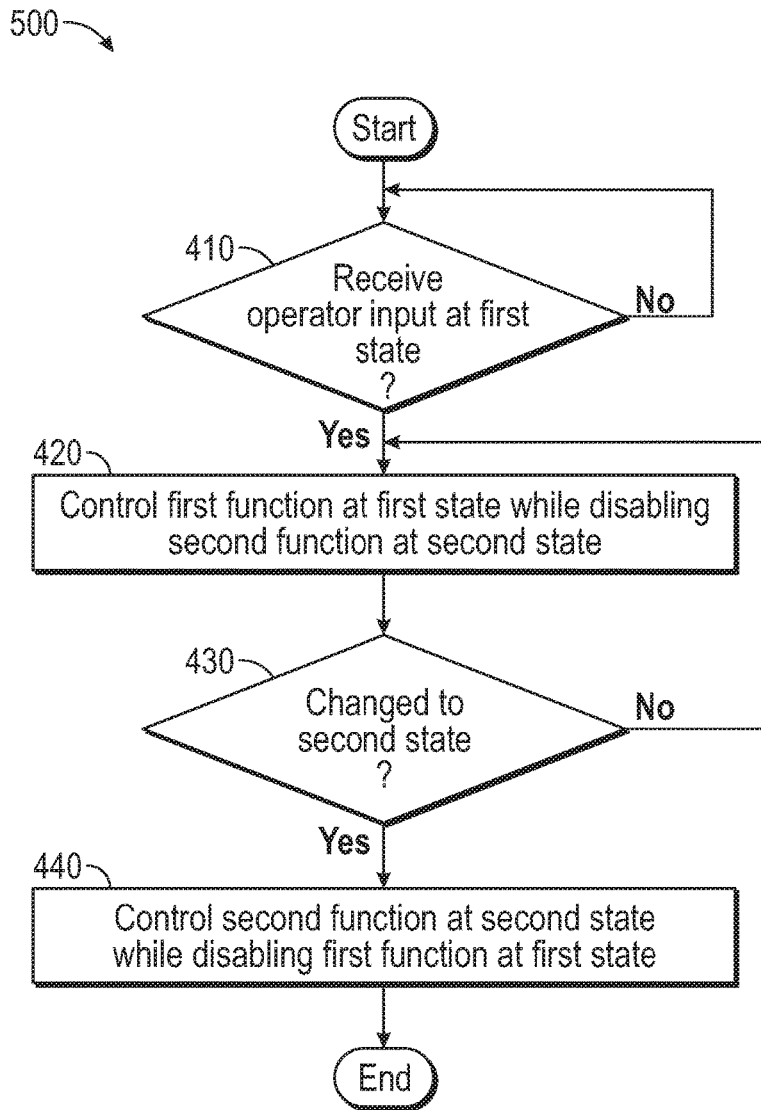 500
Start
410
Receive
operator input at first
state
?
No
Yes
420
Control first function at first state while disabling
second function at second state
430
Changed to
second state
?
No
Yes
440
Control second function at second state
while disabling first function at first state
End